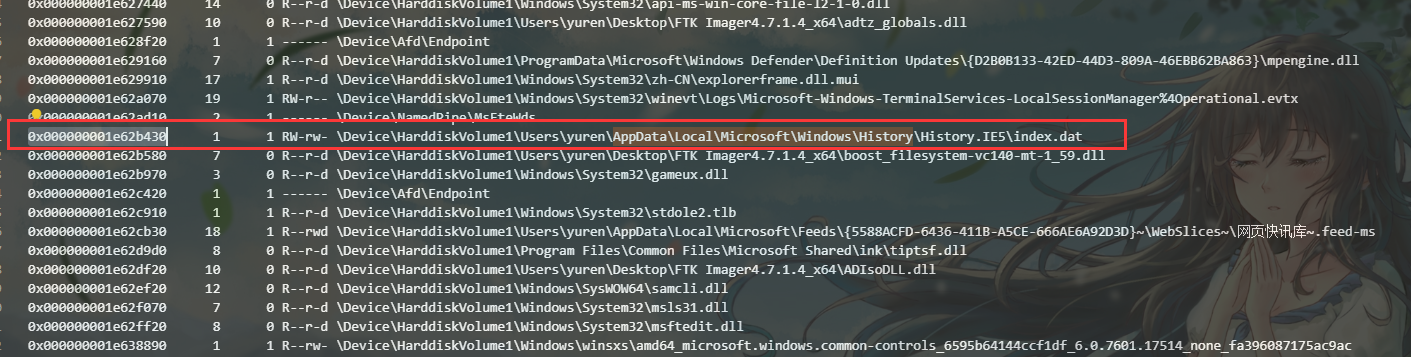 0x000000001e627440 14 0 R--r-d \Device\HarddiskVolume1\Windows\System32\api-ms-win-core-file-l2-1-0.dll
0x000000001e627590 10 0 R--r-d \Device\HarddiskVolume1\Users\yuren\Desktop\FTK Imager4.7.1.4_x64\adtz_globals.dll
0x000000001e628f20 1 1 ------ \Device\Afd\Endpoint
0x000000001e629160 7 0 R--r-d \Device\HarddiskVolume1\ProgramData\Microsoft\Windows Defender\Definition Updates\{D2B0B133-42ED-44D3-809A-46EBB62BA863}\mpengine.dll
0x000000001e629910 17 1 R--r-d \Device\HarddiskVolume1\Windows\System32\zh-CN\explorerframe.dll.mui
0x000000001e62a070 19 1 RW-r-- \Device\HarddiskVolume1\Windows\System32\winevt\Logs\Microsoft-Windows-TerminalServices-LocalSessionManager%4Operational.evtx
0x000000001e62ad10 2 1 ------ \Device\NamedPipe\MsFteWds
0x000000001e62b430 1 1 RW-rw- \Device\HarddiskVolume1\Users\yuren\AppData\Local\Microsoft\Windows\History\History.IE5\index.dat
0x000000001e62b580 7 0 R--r-d \Device\HarddiskVolume1\Users\yuren\Desktop\FTK Imager4.7.1.4_x64\boost_filesystem-vc140-mt-1_59.dll
0x000000001e62b970 3 0 R--r-d \Device\HarddiskVolume1\Windows\System32\gameux.dll
0x000000001e62c420 1 1 ------ \Device\Afd\Endpoint
0x000000001e62c910 1 1 R--r-d \Device\HarddiskVolume1\Windows\System32\stdole2.tlb
0x000000001e62cb30 18 1 R--rwd \Device\HarddiskVolume1\Users\yuren\AppData\Local\Microsoft\Feeds\{5588ACFD-6436-411B-A5CE-666AE6A92D3D}~\WebSlices~\网页快讯库~.feed-ms
0x000000001e62d9d0 8 0 R--r-d \Device\HarddiskVolume1\Program Files\Common Files\Microsoft Shared\ink\tiptsf.dll
0x000000001e62df20 10 0 R--r-d \Device\HarddiskVolume1\Users\yuren\Desktop\FTK Imager4.7.1.4_x64\ADIsoDLL.dll
0x000000001e62ef20 12 0 R--r-d \Device\HarddiskVolume1\Windows\SysWOW64\samcli.dll
0x000000001e62f070 7 0 R--r-d \Device\HarddiskVolume1\Windows\System32\msls31.dll
0x000000001e62ff20 8 0 R--r-d \Device\HarddiskVolume1\Windows\System32\msftedit.dll
0x000000001e638890 1 1 R--rw- \Device\HarddiskVolume1\Windows\winsxs\amd64_microsoft.windows.common-controls_6595b64144ccf1df_6.0.7601.17514_none_fa396087175ac9ac